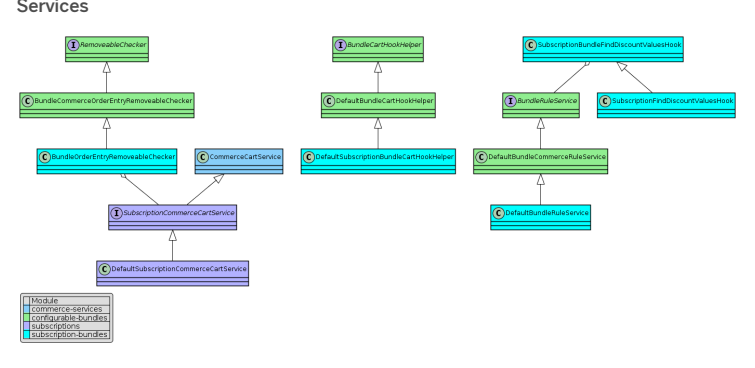 Services
I RemoveableChecker
I BundleCartHookHelper
C SubscriptionBundleFindDiscountValuesHook
C BundleCommerceOrderEntryRemoveableChecker
C DefaultBundleCartHookHelper
I BundleRuleService
C SubscriptionFindDiscountValuesHook
C BundleOrderEntryRemoveableChecker
C CommerceCartService
C DefaultSubscriptionBundleCartHookHelper
C DefaultBundleCommerceRuleService
I SubscriptionCommerceCartService
C DefaultBundleRuleService
C DefaultSubscriptionCommerceCartService
Module
commerce-services
configurable-bundles
subscriptions
subscription-bundles